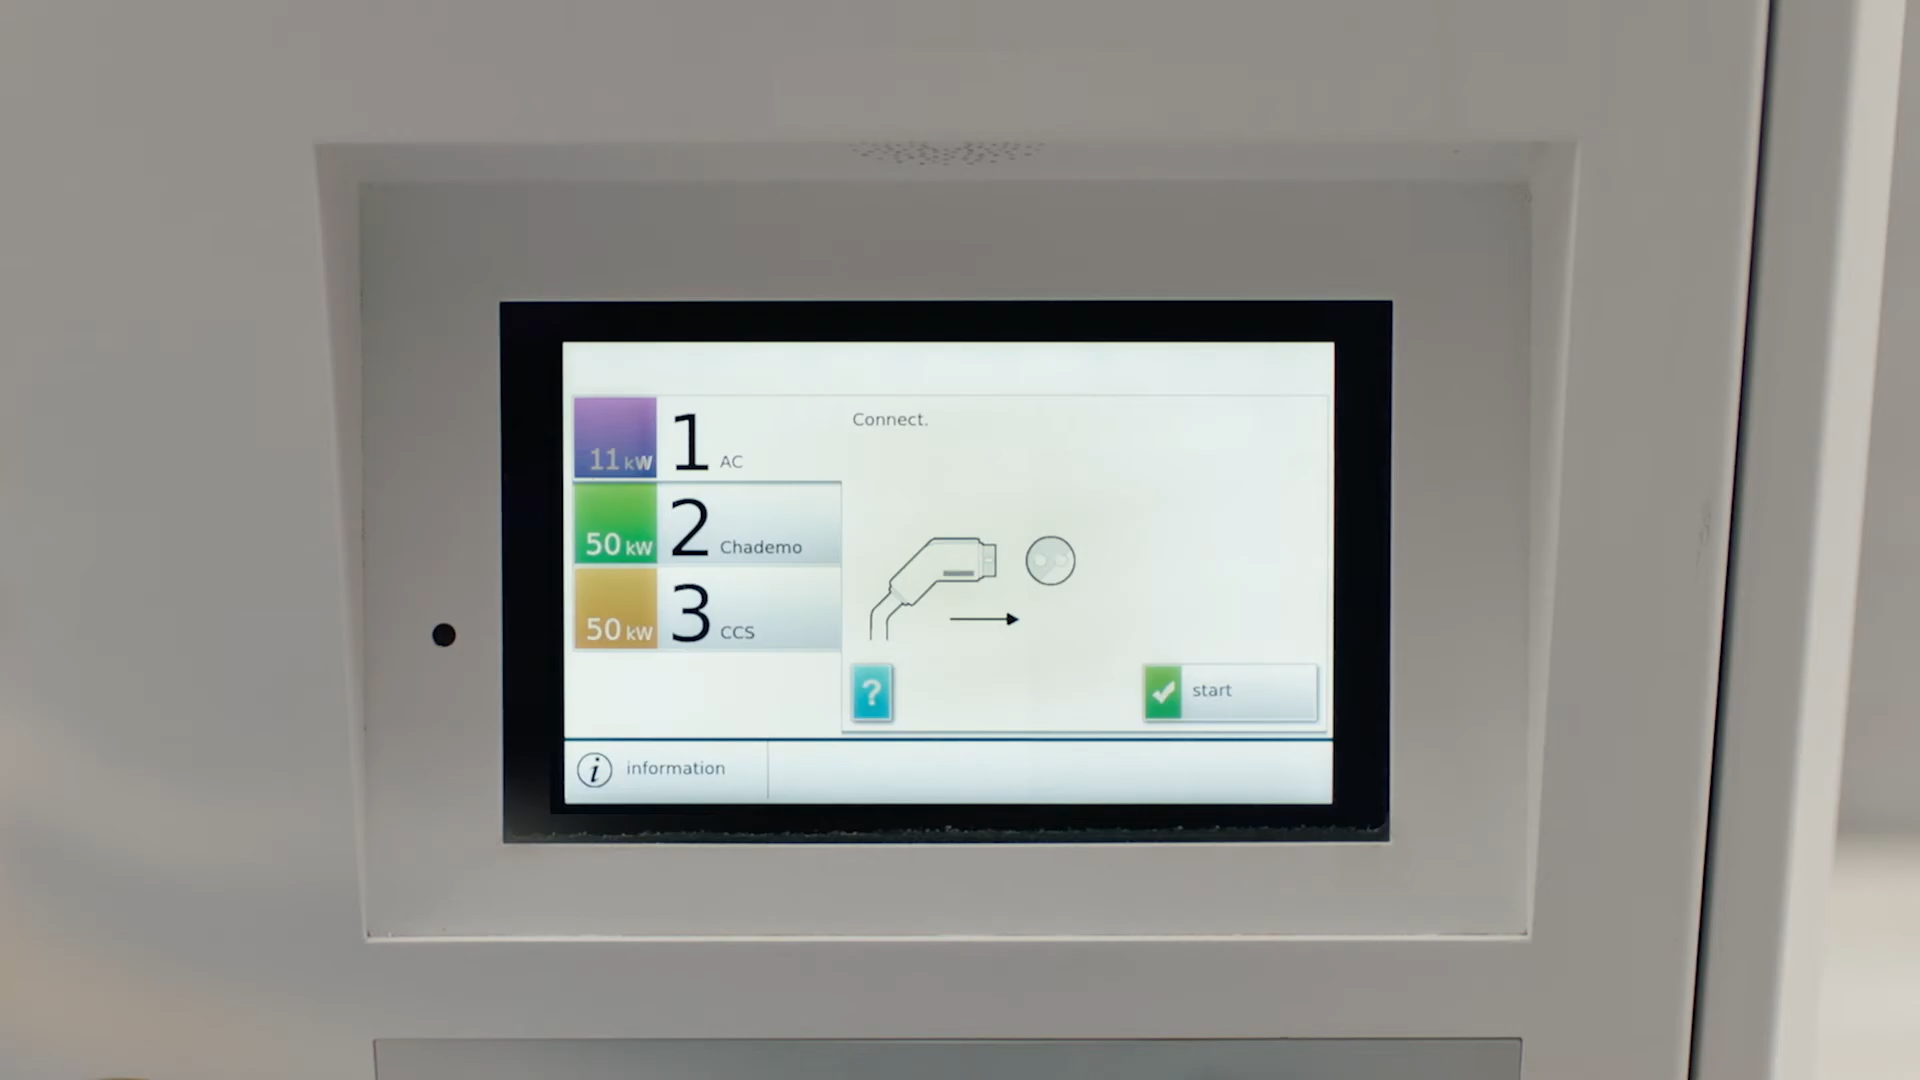 Connect.
11 kW 1 AC
50 kW 2 Chademo
50 kW 3 CCS
?
start
i information